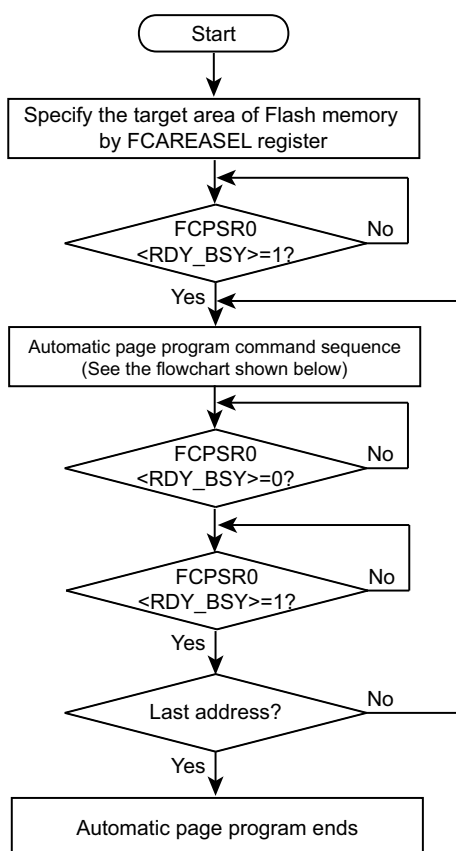 Start
Specify the target area of Flash memory
by FCAREASEL register
FCPSR0
<RDY_BSY>=1?
No
Yes
Automatic page program command sequence
(See the flowchart shown below)
FCPSR0
<RDY_BSY>=0?
No
FCPSR0
<RDY_BSY>=1?
No
Yes
Last address?
No
Yes
Automatic page program ends